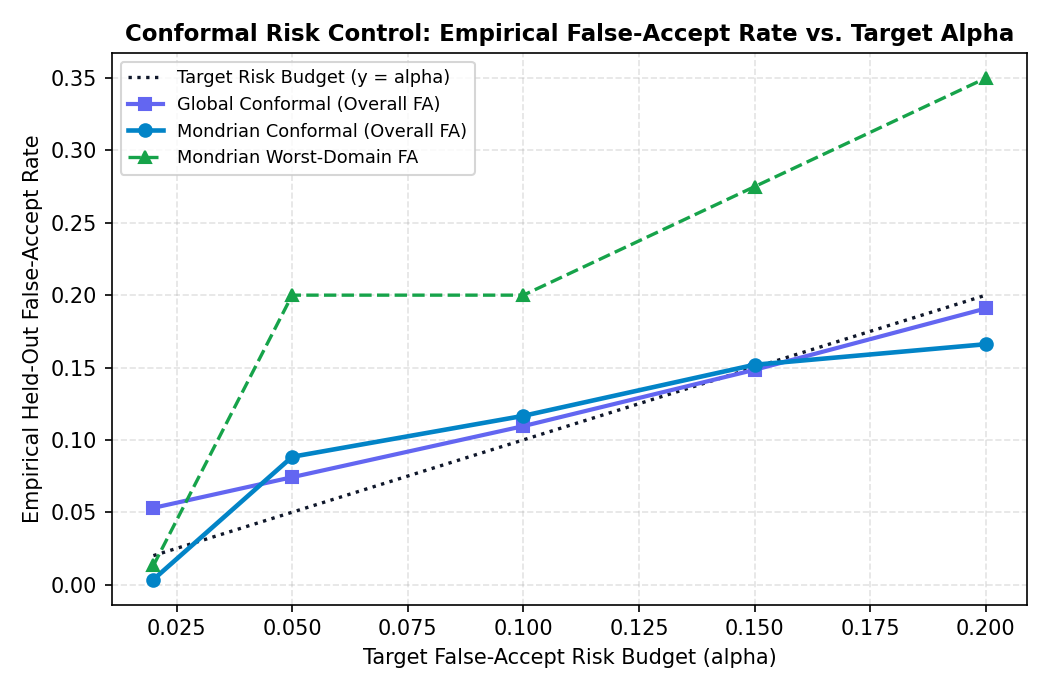 Conformal Risk Control: Empirical False-Accept Rate vs. Target Alpha
Target Risk Budget (y = alpha)
Global Conformal (Overall FA)
Mondrian Conformal (Overall FA)
Mondrian Worst-Domain FA
Empirical Held-Out False-Accept Rate
0.35
0.30
0.25
0.20
0.15
0.10
0.05
0.00
0.025 0.050 0.075 0.100 0.125 0.150 0.175 0.200
Target False-Accept Risk Budget (alpha)